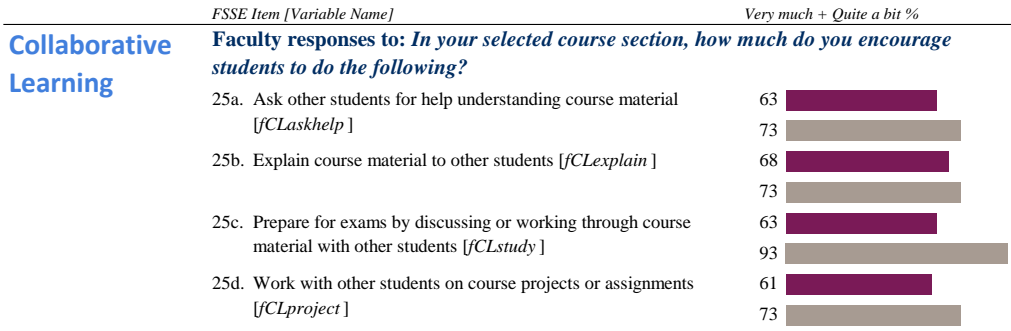 FSSE Item [Variable Name] Very much + Quite a bit %
Collaborative
Learning
Faculty responses to: In your selected course section, how much do you encourage
students to do the following?
25a. Ask other students for help understanding course material
[fCLaskhelp ]
63
73
25b. Explain course material to other students [fCLexplain ]
68
73
25c. Prepare for exams by discussing or working through course
material with other students [fCLstudy ]
63
93
25d. Work with other students on course projects or assignments
[fCLproject ]
61
73